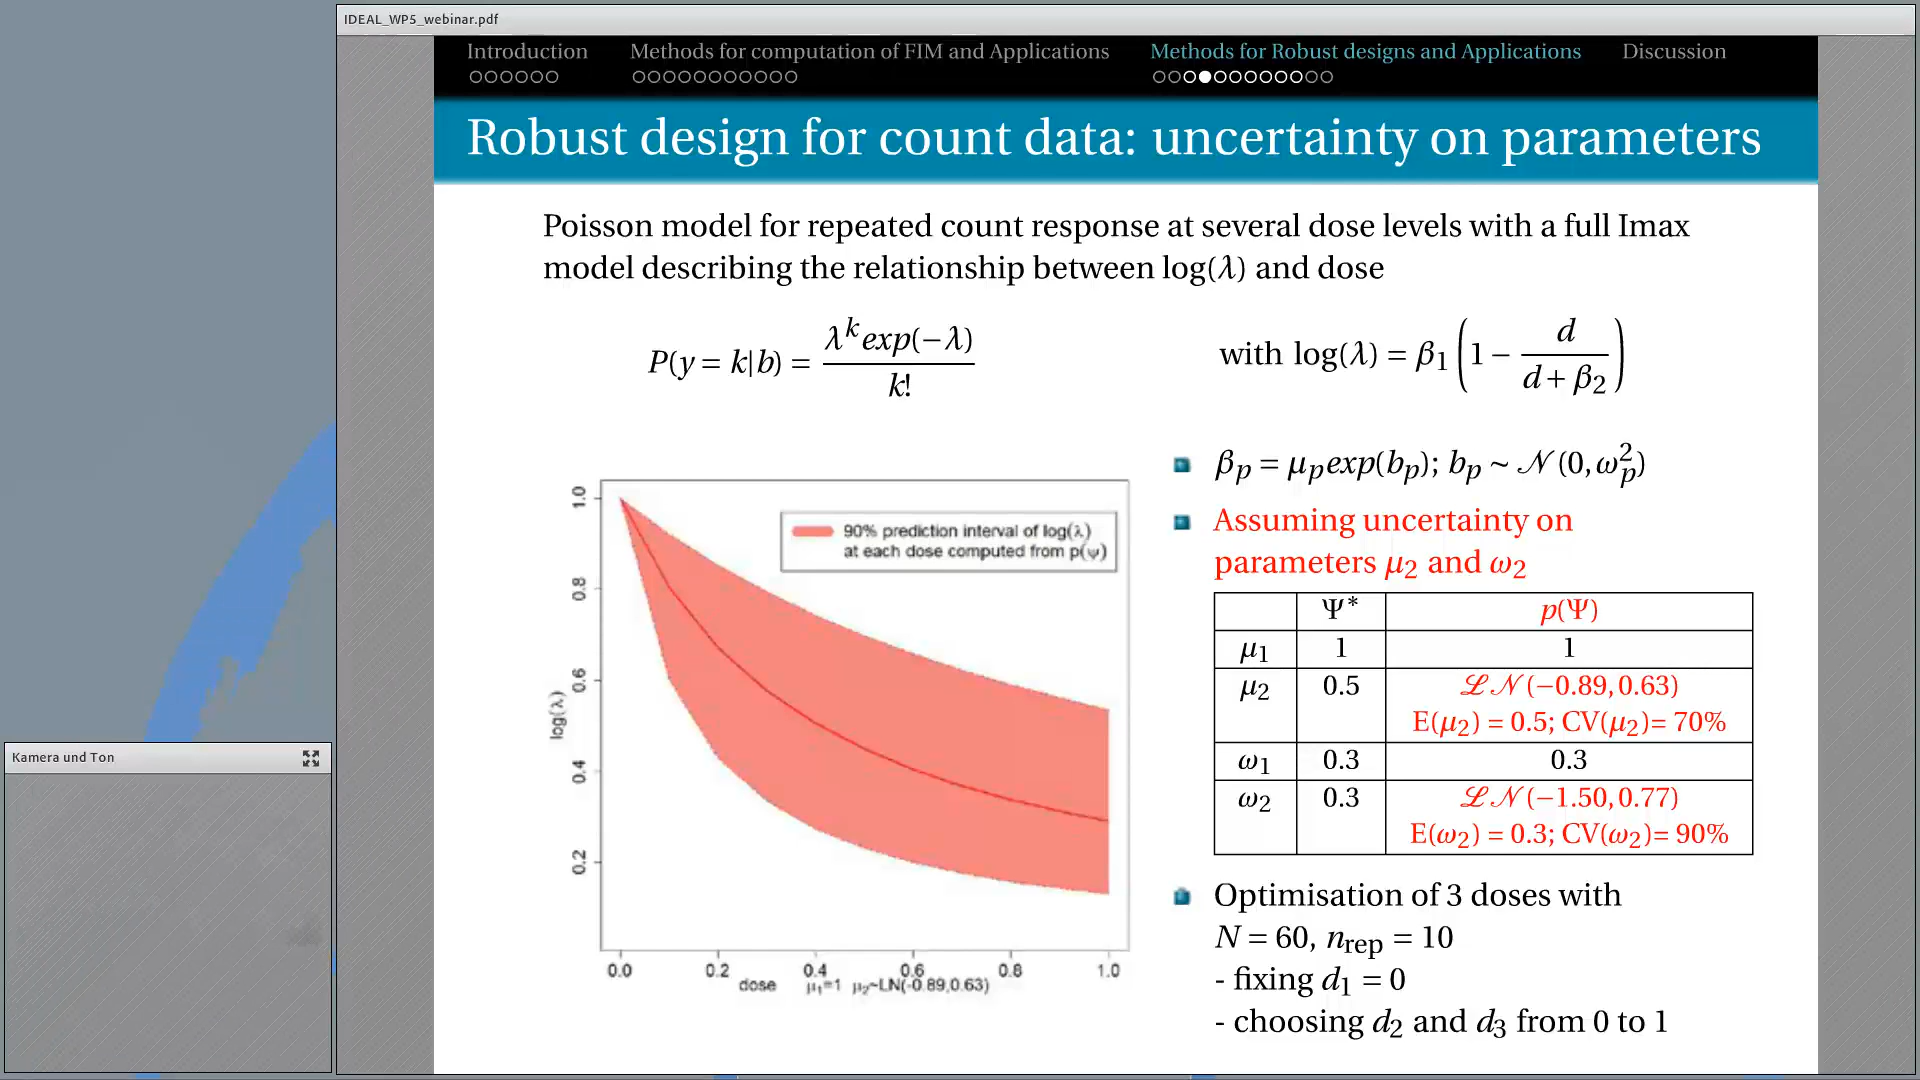 IDEAL_WP5_webinar.pdf
Introduction Methods for computation of FIM and Applications Methods for Robust designs and Applications Discussion
Robust design for count data: uncertainty on parameters
Poisson model for repeated count response at several dose levels with a full Imax
model describing the relationship between log(λ) and dose
P(y = k|b) = λ^k exp(−λ) / k!
with log(λ) = β₁ (1 − d / (d + β₂))
1.0
0.8
0.6
0.4
0.2
log(λ)
90% prediction interval of log(λ)
at each dose computed from p(ψ)
0.0 0.2 0.4 0.6 0.8 1.0
dose μ₁=1 μ₂~LN(-0.89,0.63)
βp = μp exp(bp); bp ~ 𝒩(0, ωp²)
Assuming uncertainty on
parameters μ₂ and ω₂
Ψ* p(Ψ)
μ₁ 1 1
μ₂ 0.5 ℒ𝒩(−0.89, 0.63)
E(μ₂) = 0.5; CV(μ₂)= 70%
ω₁ 0.3 0.3
ω₂ 0.3 ℒ𝒩(−1.50, 0.77)
E(ω₂) = 0.3; CV(ω₂)= 90%
Optimisation of 3 doses with
N = 60, n_rep = 10
- fixing d₁ = 0
- choosing d₂ and d₃ from 0 to 1
Kamera und Ton